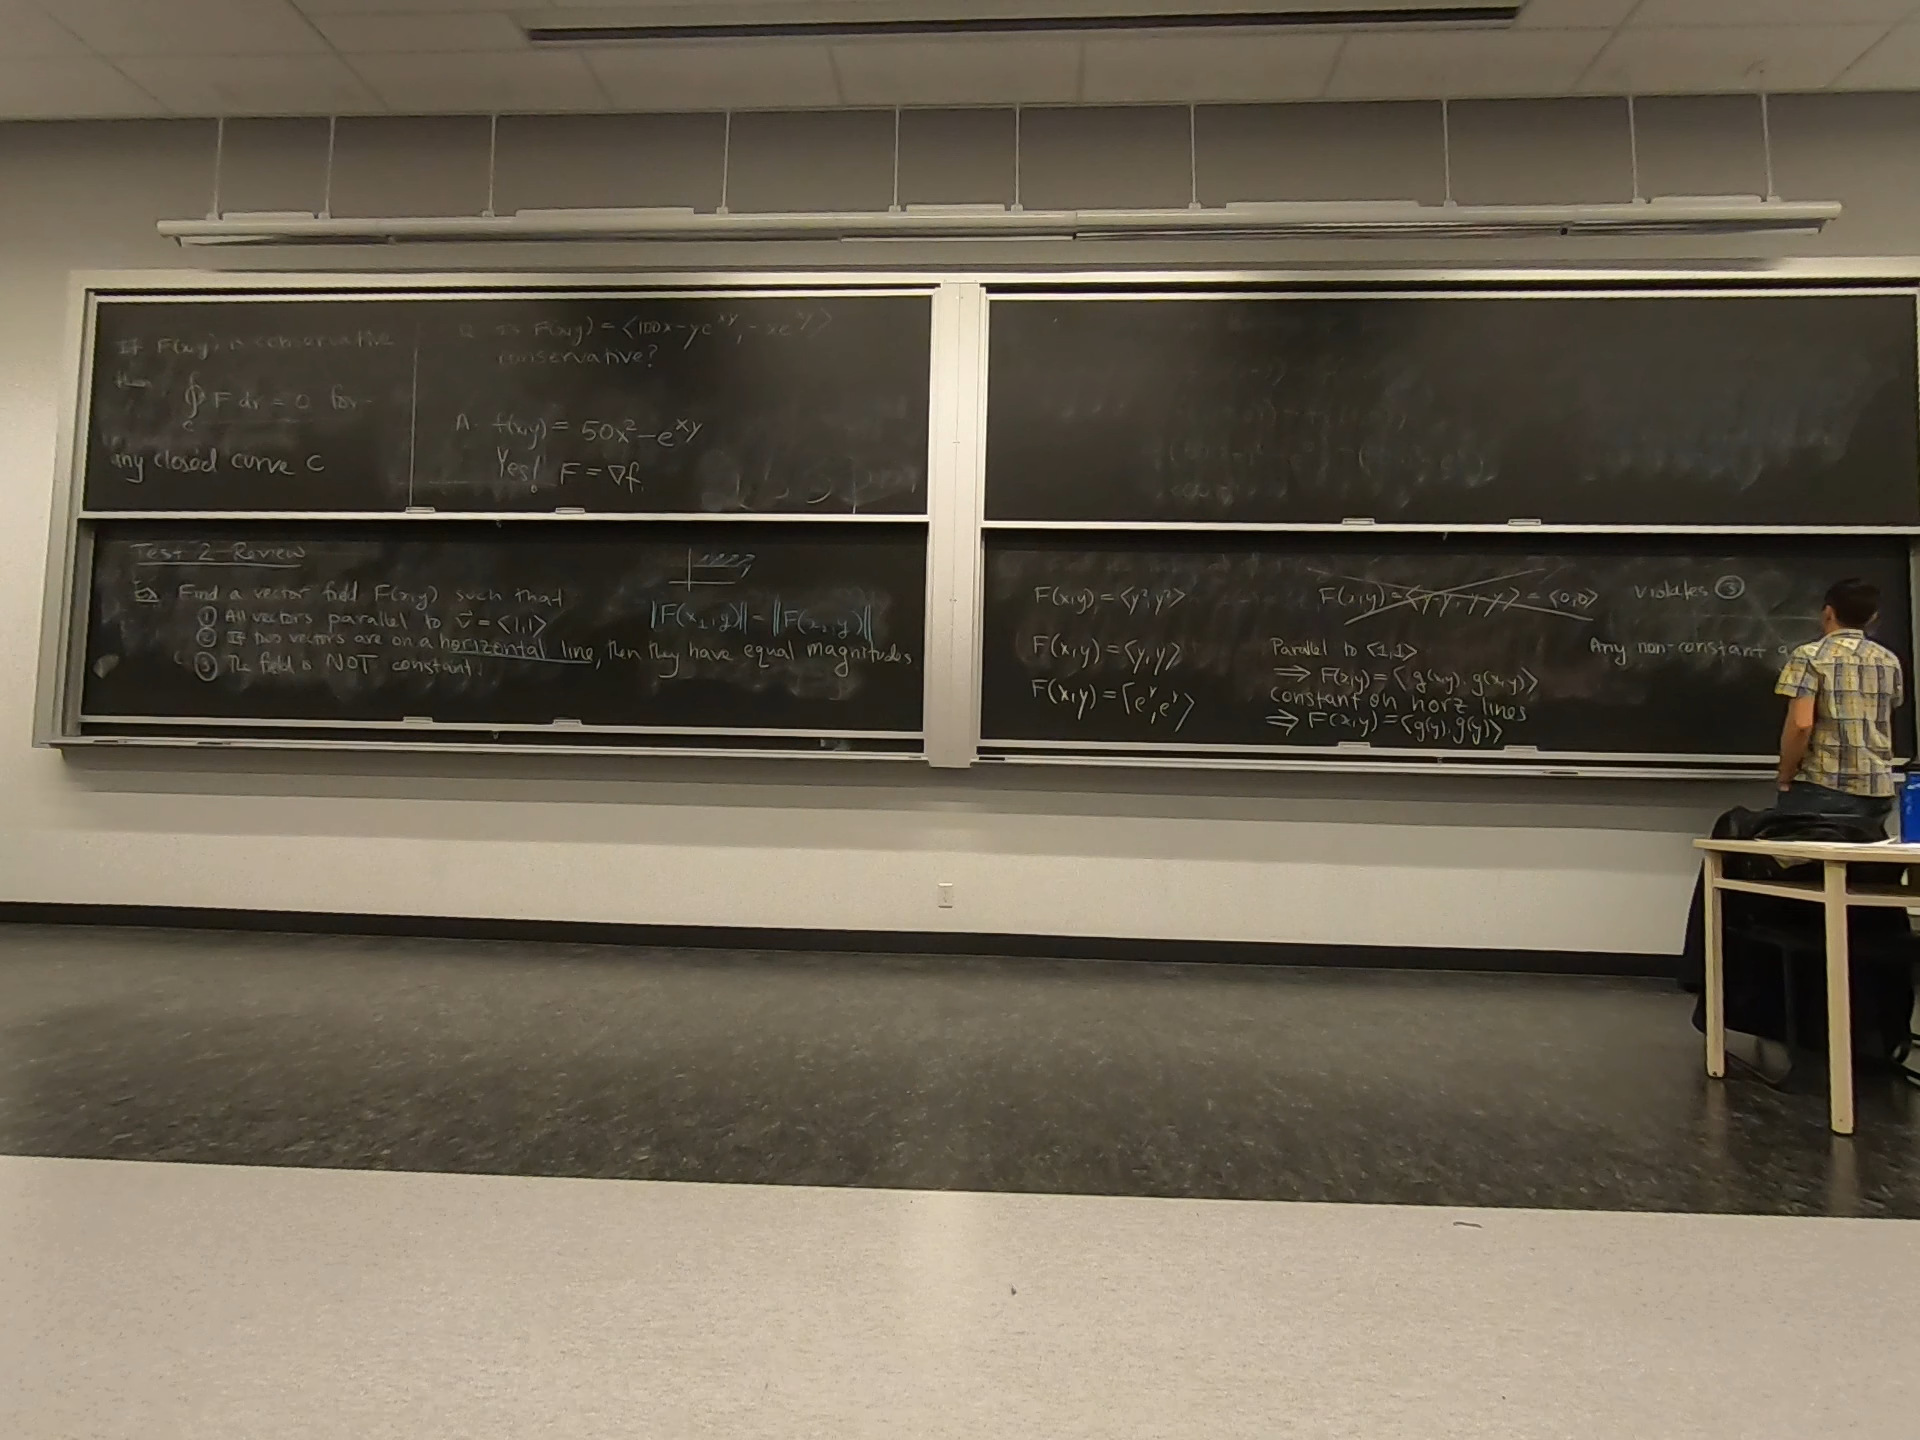 If F(x,y) is conservative
then
∮ F dr = 0 for
c
any closed curve C
Q. Is F(x,y) = ⟨100x - ye^xy, -xe^xy⟩
conservative?
A. f(x,y) = 50x² - e^xy
Yes! F = ∇f
Test 2 Review
Ex Find a vector field F(x,y) such that
① All vectors parallel to v⃗ = ⟨1,1⟩
② If two vectors are on a horizontal line, then they have equal magnitudes
③ The field is NOT constant.
||F(x₁,y)|| = ||F(x₂,y)||
F(x,y) = ⟨y²,y²⟩
F(x,y) = ⟨y,y⟩
F(x,y) = ⟨e^y,e^y⟩
F(x,y) = ⟨y-y, y-y⟩ = ⟨0,0⟩ violates ③
Parallel to ⟨1,1⟩
⇒ F(x,y) = ⟨g(x,y), g(x,y)⟩
constant on horz lines
⇒ F(x,y) = ⟨g(y), g(y)⟩
Any non-constant